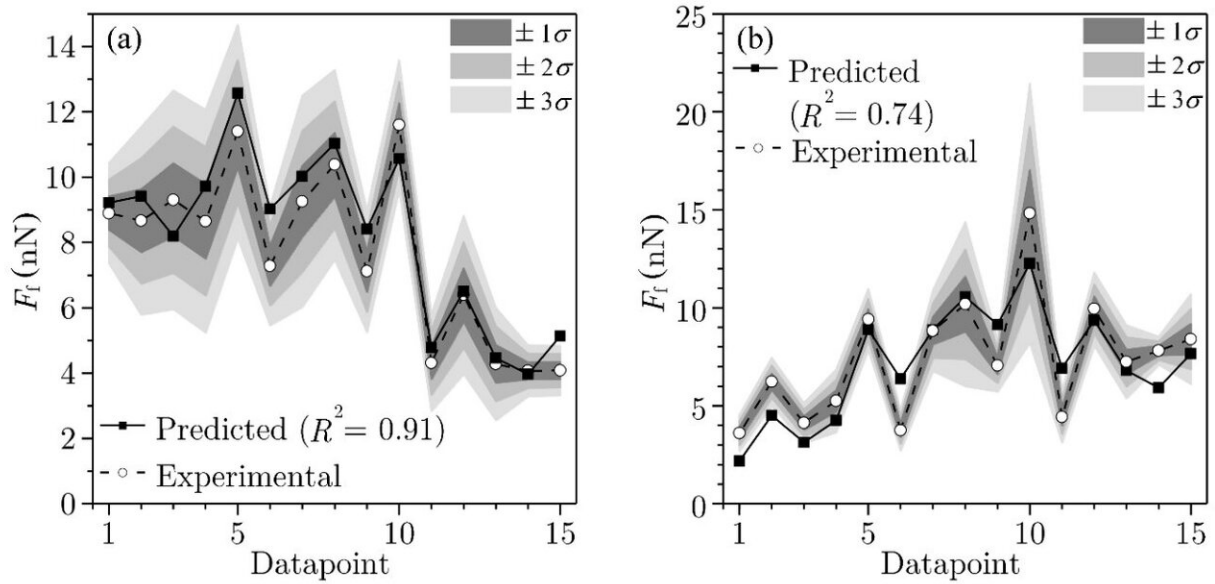 (a)
± 1σ
± 2σ
± 3σ
14
12
10
8
6
4
2
0
F_f (nN)
Predicted (R² = 0.91)
Experimental
1
5
10
15
Datapoint
(b)
± 1σ
± 2σ
± 3σ
Predicted
(R² = 0.74)
Experimental
25
20
15
10
5
0
F_f (nN)
1
5
10
15
Datapoint